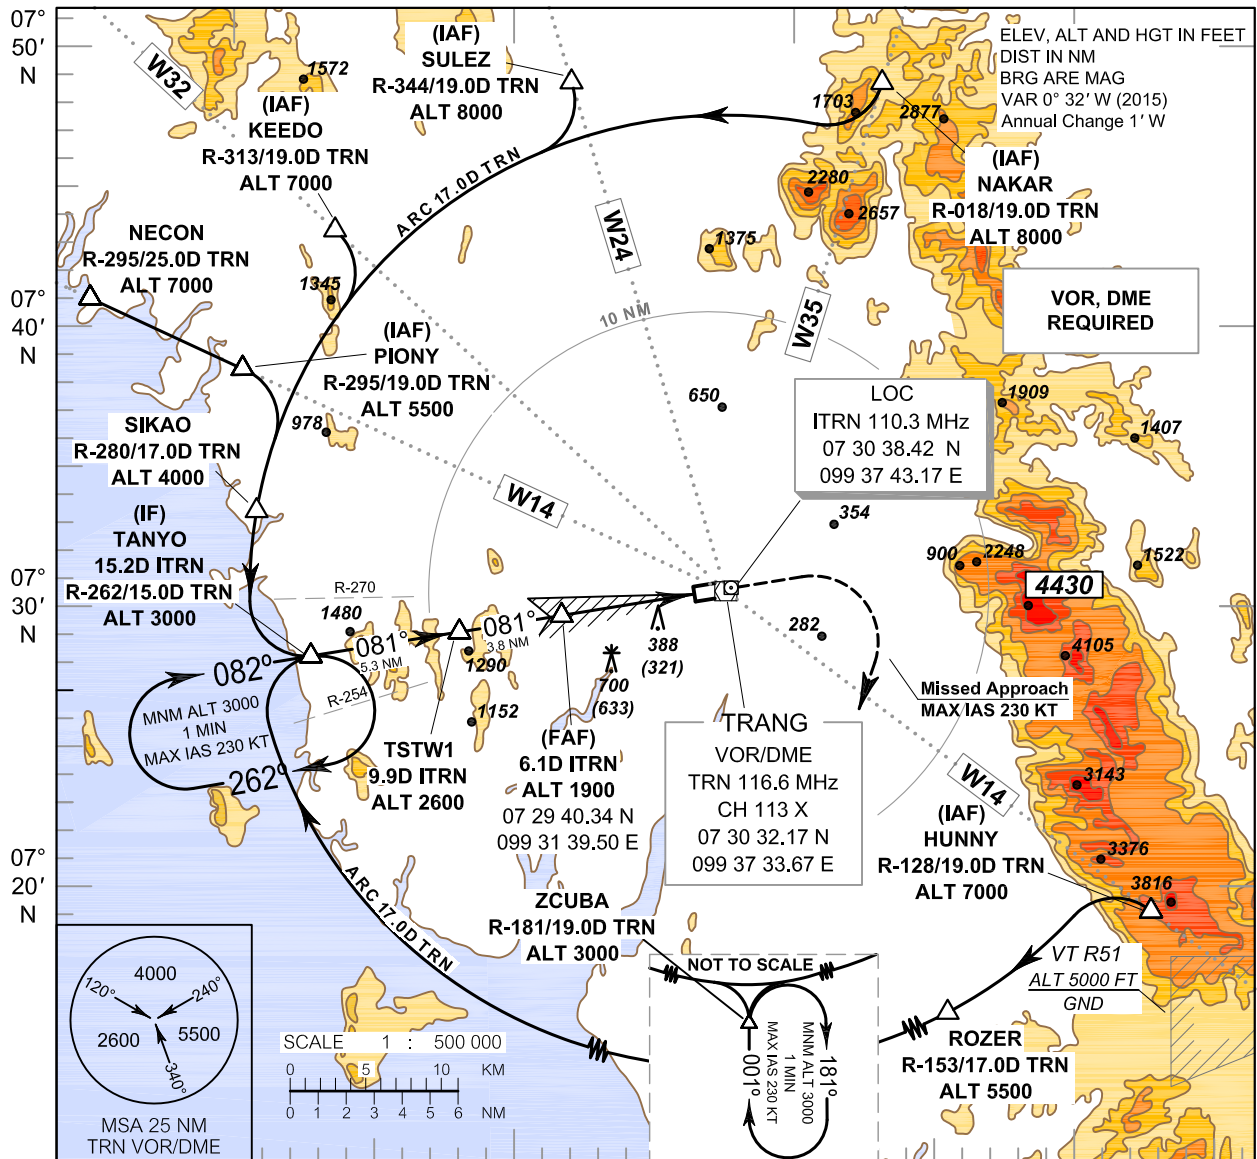 07°
50'
N
07°
40'
N
07°
30'
N
07°
20'
N
ELEV, ALT AND HGT IN FEET
DIST IN NM
BRG ARE MAG
VAR 0° 32' W (2015)
Annual Change 1' W
W32
1572
(IAF)
KEEDO
R-313/19.0D TRN
ALT 7000
(IAF)
SULEZ
R-344/19.0D TRN
ALT 8000
1703
2877
(IAF)
NAKAR
R-018/19.0D TRN
ALT 8000
2280
2657
1375
ARC 17.0D TRN
W24
W35
10 NM
NECON
R-295/25.0D TRN
ALT 7000
1345
(IAF)
PIONY
R-295/19.0D TRN
ALT 5500
VOR, DME
REQUIRED
978
650
1909
1407
LOC
ITRN 110.3 MHz
07 30 38.42 N
099 37 43.17 E
SIKAO
R-280/17.0D TRN
ALT 4000
W14
354
900
2248
1522
4430
(IF)
TANYO
15.2D ITRN
R-262/15.0D TRN
ALT 3000
R-270
1480
081°
5.3 NM
081°
3.8 NM
1290
388
(321)
282
4105
082°
MNM ALT 3000
1 MIN
MAX IAS 230 KT
262°
R-254
1152
700
(633)
Missed Approach
MAX IAS 230 KT
TSTW1
9.9D ITRN
ALT 2600
(FAF)
6.1D ITRN
ALT 1900
07 29 40.34 N
099 31 39.50 E
TRANG
VOR/DME
TRN 116.6 MHz
CH 113 X
07 30 32.17 N
099 37 33.67 E
W14
3143
(IAF)
HUNNY
R-128/19.0D TRN
ALT 7000
3376
3816
ARC 17.0D TRN
ZCUBA
R-181/19.0D TRN
ALT 3000
NOT TO SCALE
001°
MAX IAS 230 KT
1 MIN
MNM ALT 3000
181°
VT R51
ALT 5000 FT
GND
ROZER
R-153/17.0D TRN
ALT 5500
4000
120°
240°
2600
5500
340°
MSA 25 NM
TRN VOR/DME
SCALE 1 : 500 000
0 5 10 KM
0 1 2 3 4 5 6 NM